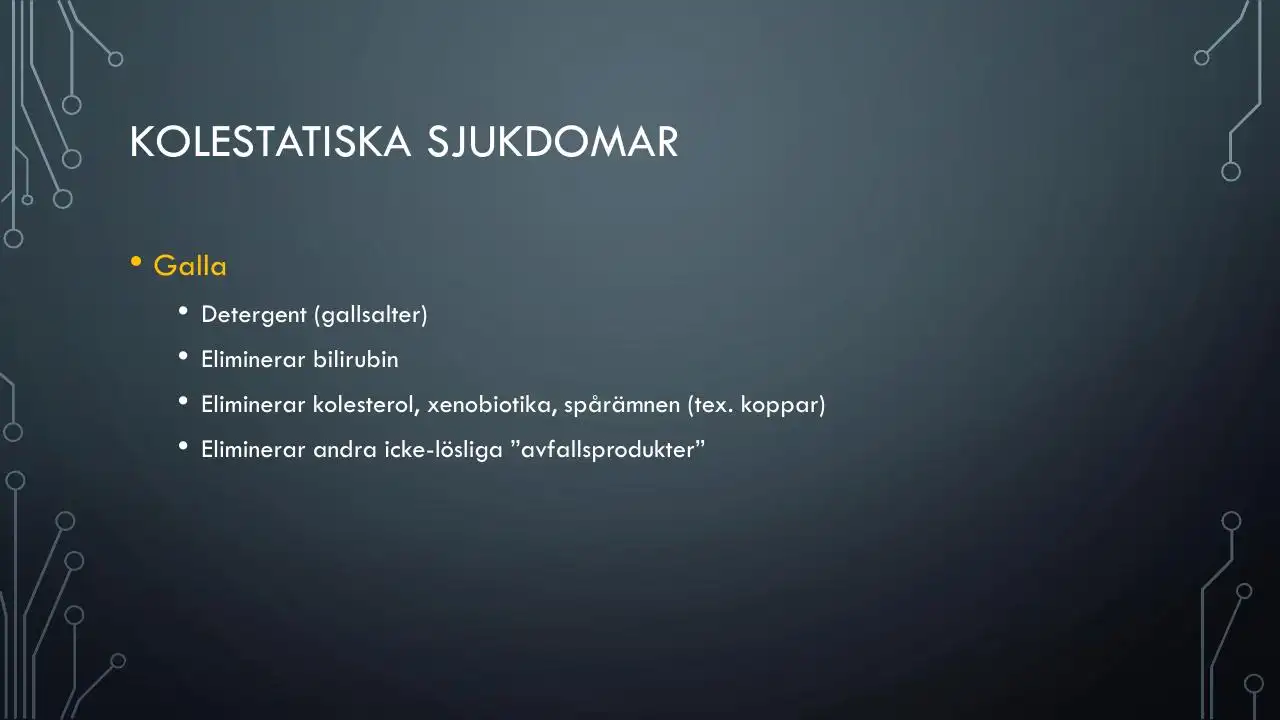 KOLESTATISKA SJUKDOMAR
• Galla
• Detergent (gallsalter)
• Eliminerar bilirubin
• Eliminerar kolesterol, xenobiotika, spårämnen (tex. koppar)
• Eliminerar andra icke-lösliga ”avfallsprodukter”